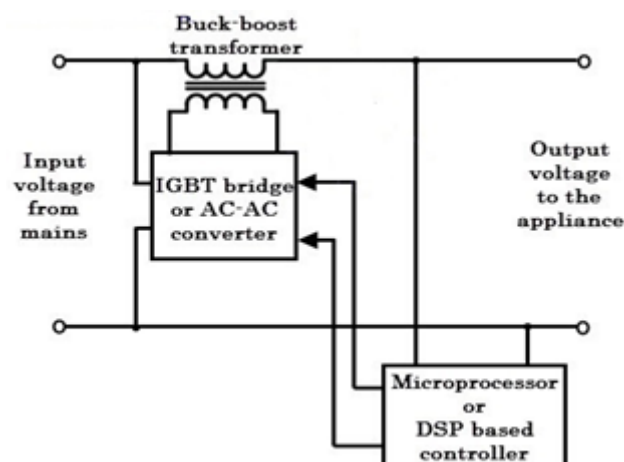 Buck-boost
transformer
Input
voltage
from
mains
IGBT bridge
or AC-AC
converter
Output
voltage
to the
appliance
Microprocessor
or
DSP based
controller